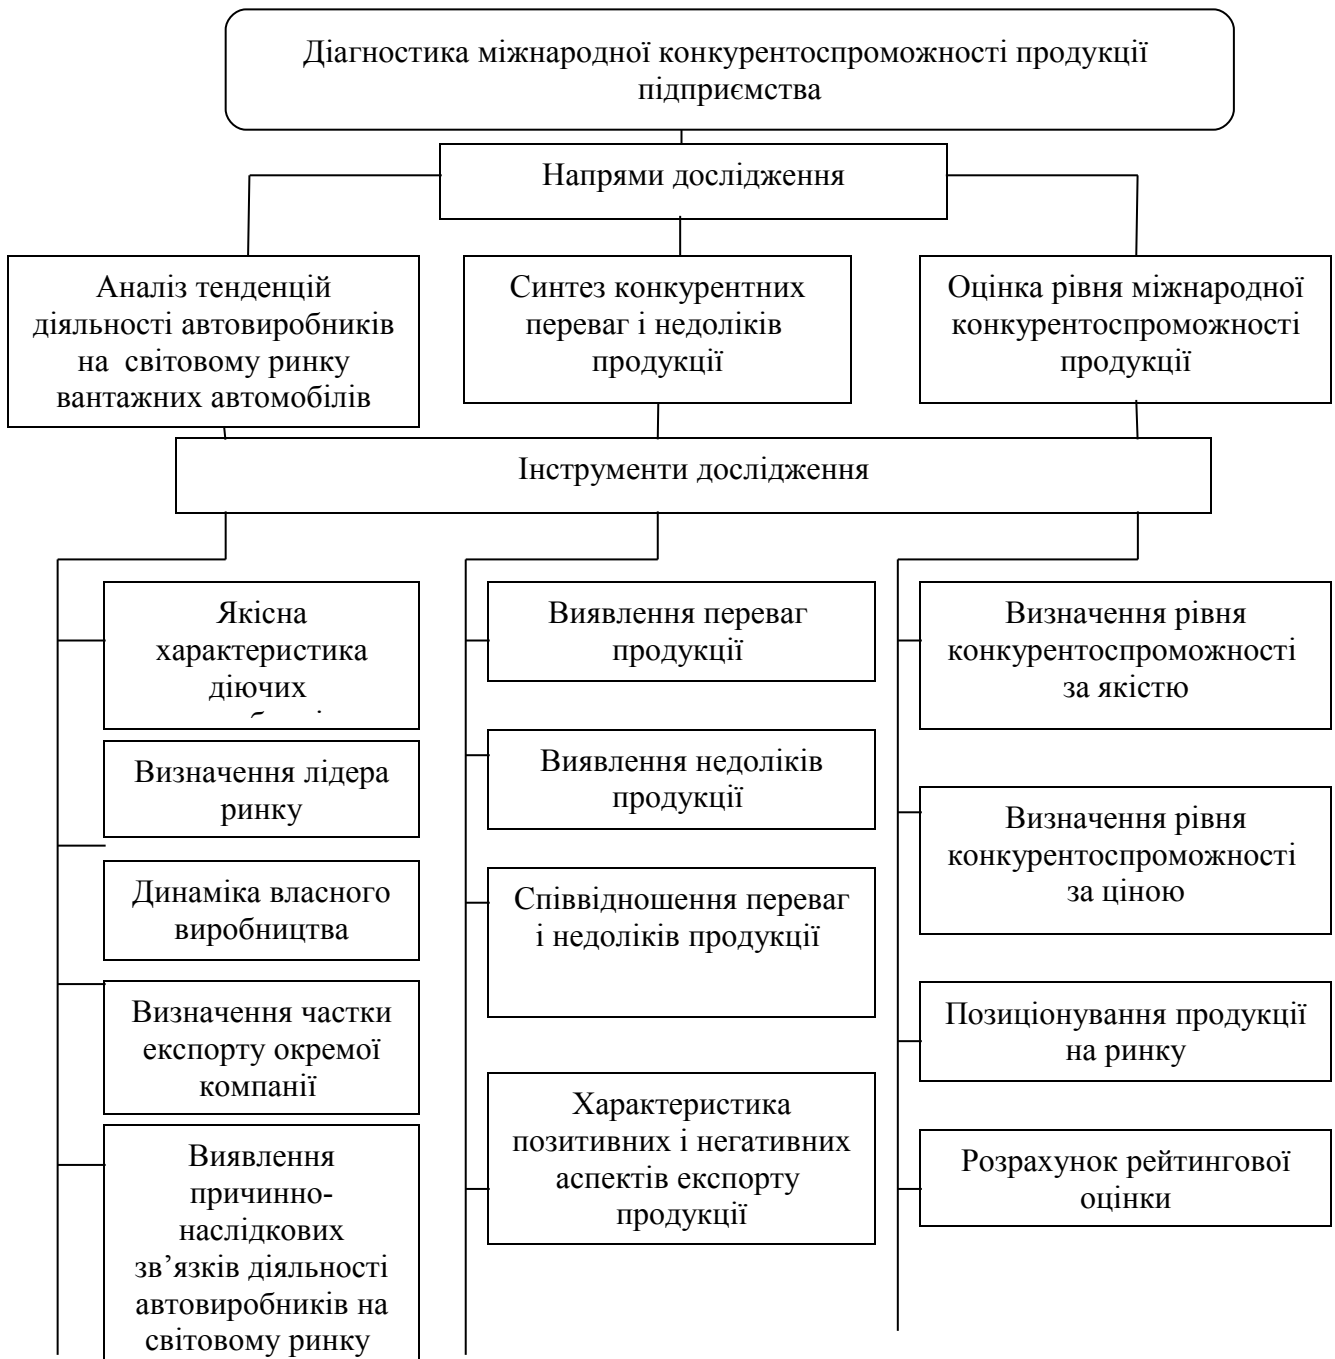 Діагностика міжнародної конкурентоспроможності продукції
підприємства
Напрями дослідження
Аналіз тенденцій
діяльності автовиробників
на світовому ринку
вантажних автомобілів
Синтез конкурентних
переваг і недоліків
продукції
Оцінка рівня міжнародної
конкурентоспроможності
продукції
Інструменти дослідження
Якісна
характеристика
діючих
Визначення лідера
ринку
Динаміка власного
виробництва
Визначення частки
експорту окремої
компанії
Виявлення
причинно-
наслідкових
зв’язків діяльності
автовиробників на
світовому ринку
Виявлення переваг
продукції
Виявлення недоліків
продукції
Співвідношення переваг
і недоліків продукції
Характеристика
позитивних і негативних
аспектів експорту
продукції
Визначення рівня
конкурентоспроможності
за якістю
Визначення рівня
конкурентоспроможності
за ціною
Позиціонування продукції
на ринку
Розрахунок рейтингової
оцінки